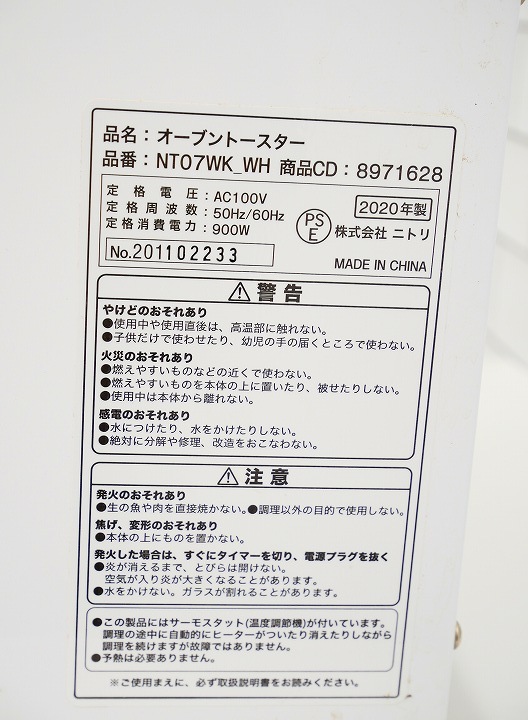 品名：オーブントースター
品番：NT07WK_WH 商品CD：8971628
定格電圧：AC100V
定格周波数：50Hz/60Hz
定格消費電力：900W
PS
E
2020年製
株式会社 ニトリ
No.201102233
MADE IN CHINA
⚠警告
やけどのおそれあり
●使用中や使用直後は、高温部に触れない。
●子供だけで使わせたり、幼児の手の届くところで使わない。
火災のおそれあり
●燃えやすいものなどの近くで使わない。
●燃えやすいものを本体の上に置いたり、被せたりしない。
●使用中は本体から離れない。
感電のおそれあり
●水につけたり、水をかけたりしない。
●絶対に分解や修理、改造をおこなわない。
⚠注意
発火のおそれあり
●生の魚や肉を直接焼かない。●調理以外の目的で使用しない。
焦げ、変形のおそれあり
●本体の上にものを置かない。
発火した場合は、すぐにタイマーを切り、電源プラグを抜く
●炎が消えるまで、とびらは開けない。
空気が入り炎が大きくなることがあります。
●水をかけない。ガラスが割れることがあります。
●この製品にはサーモスタット(温度調節機)が付いています。
調理の途中に自動的にヒーターがついたり消えたりしながら
調理を続けますが故障ではありません。
●予熱は必要ありません。
※ご使用まえに、必ず取扱説明書をお読みください。